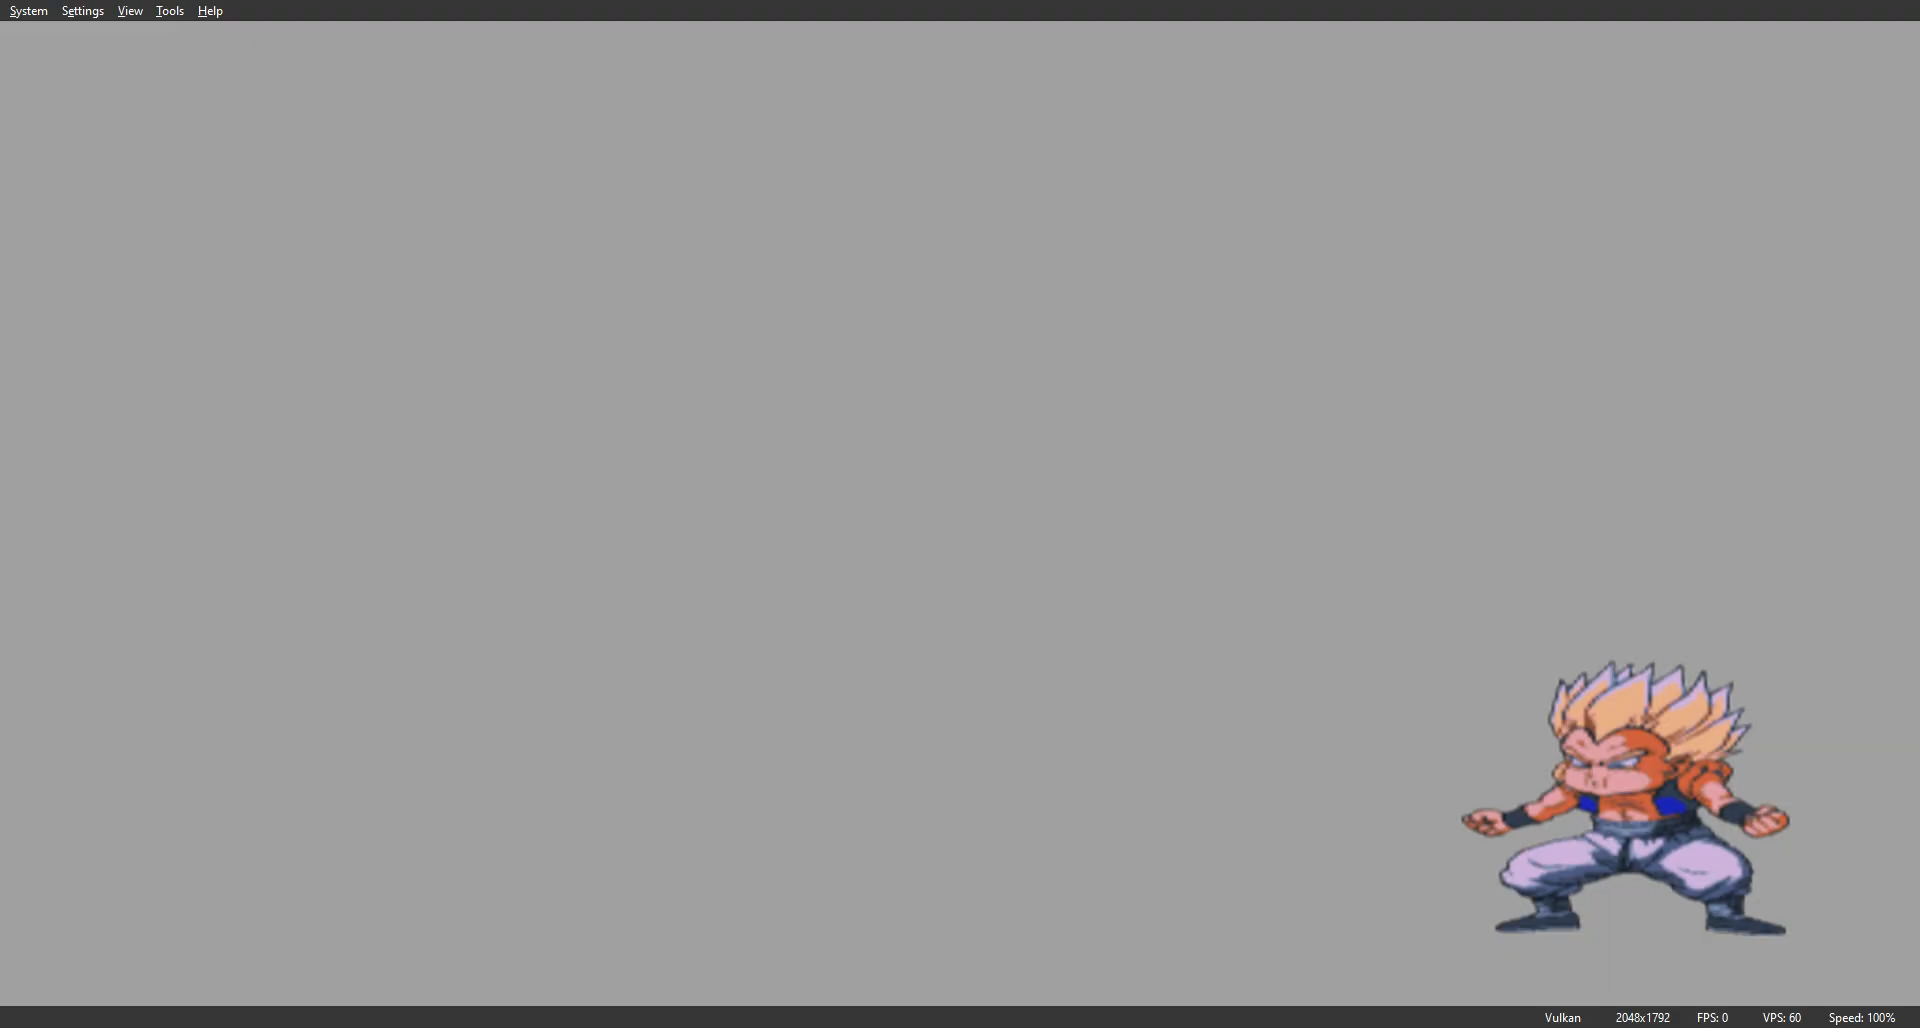 System Settings View Tools Help
Vulkan 2048x1792 FPS: 0 VPS: 60 Speed: 100%